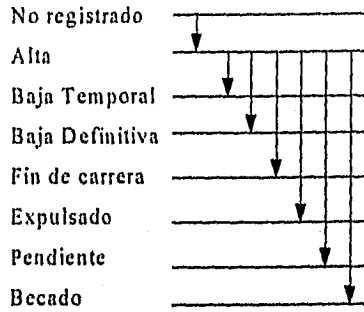 No registrado
Alta
Baja Temporal
Baja Definitiva
Fin de carrera
Expulsado
Pendiente
Becado